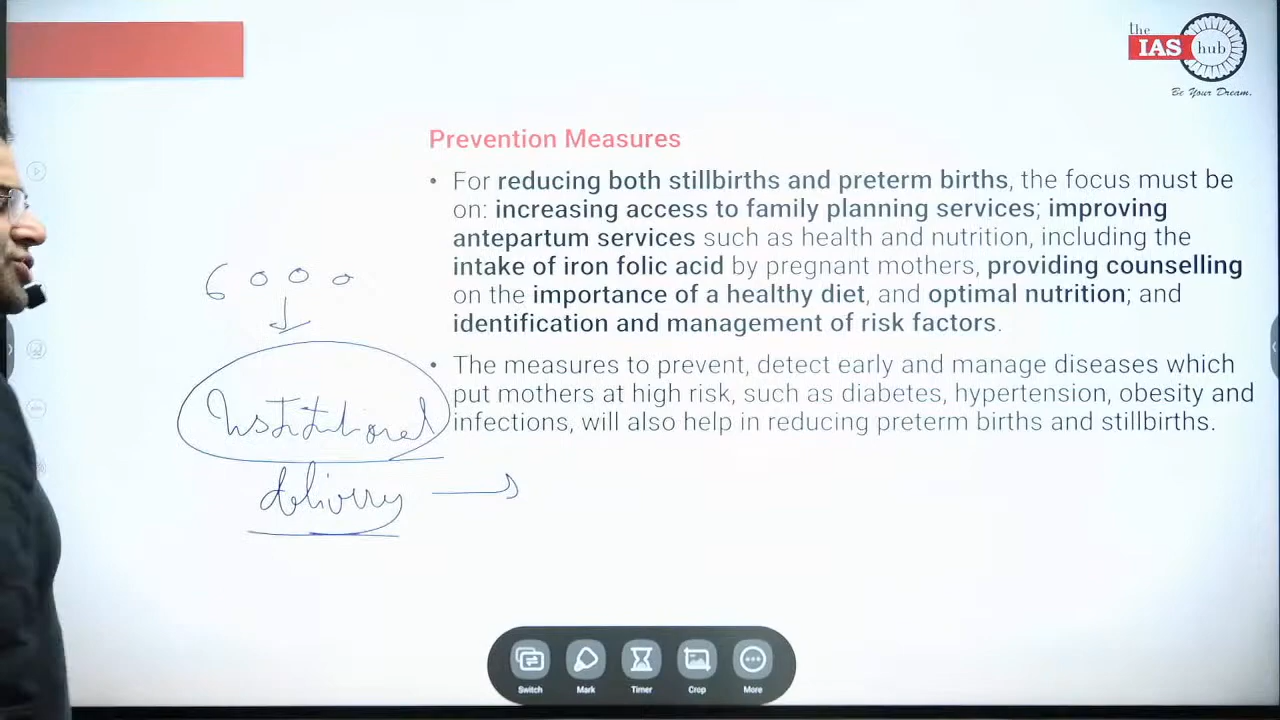 the
IAS hub
Be Your Dream.
Prevention Measures
• For reducing both stillbirths and preterm births, the focus must be
on: increasing access to family planning services; improving
antepartum services such as health and nutrition, including the
intake of iron folic acid by pregnant mothers, providing counselling
on the importance of a healthy diet, and optimal nutrition; and
identification and management of risk factors.
• The measures to prevent, detect early and manage diseases which
put mothers at high risk, such as diabetes, hypertension, obesity and
infections, will also help in reducing preterm births and stillbirths.
6000
Institutional
delivery
Switch Mark Timer Crop More